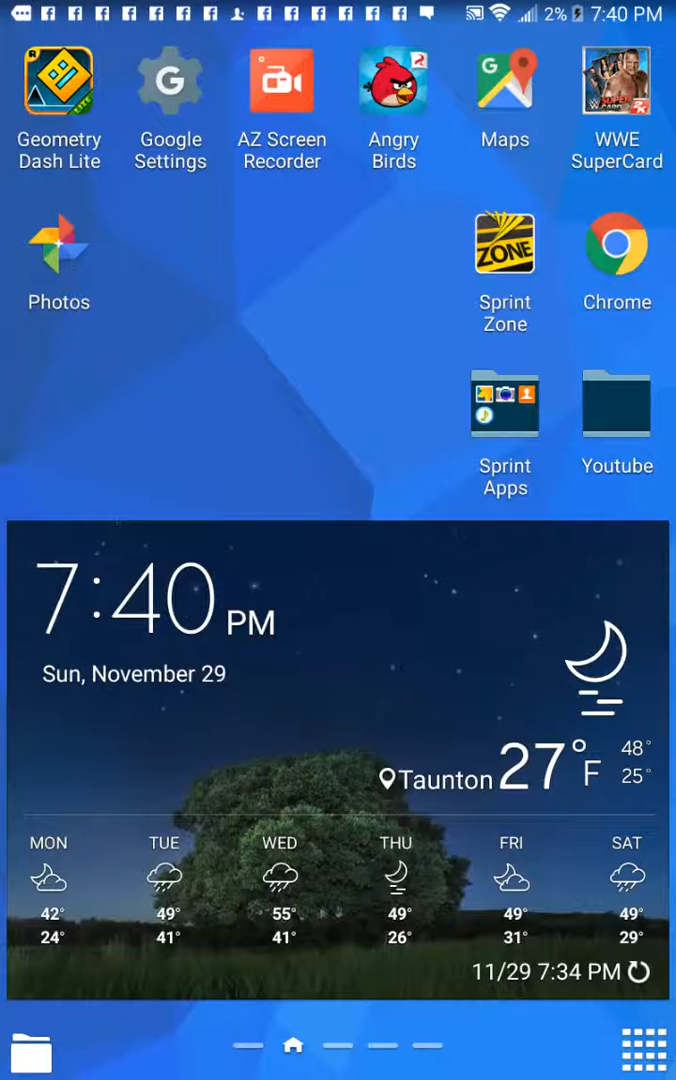 2% 7:40 PM
Geometry Dash Lite
Google Settings
AZ Screen Recorder
Angry Birds
Maps
WWE SuperCard
Photos
ZONE
Sprint Zone
Chrome
Sprint Apps
Youtube
7:40 PM
Sun, November 29
Taunton 27°F 48° 25°
MON TUE WED THU FRI SAT
42° 49° 55° 49° 49° 49°
24° 41° 41° 26° 31° 29°
11/29 7:34 PM